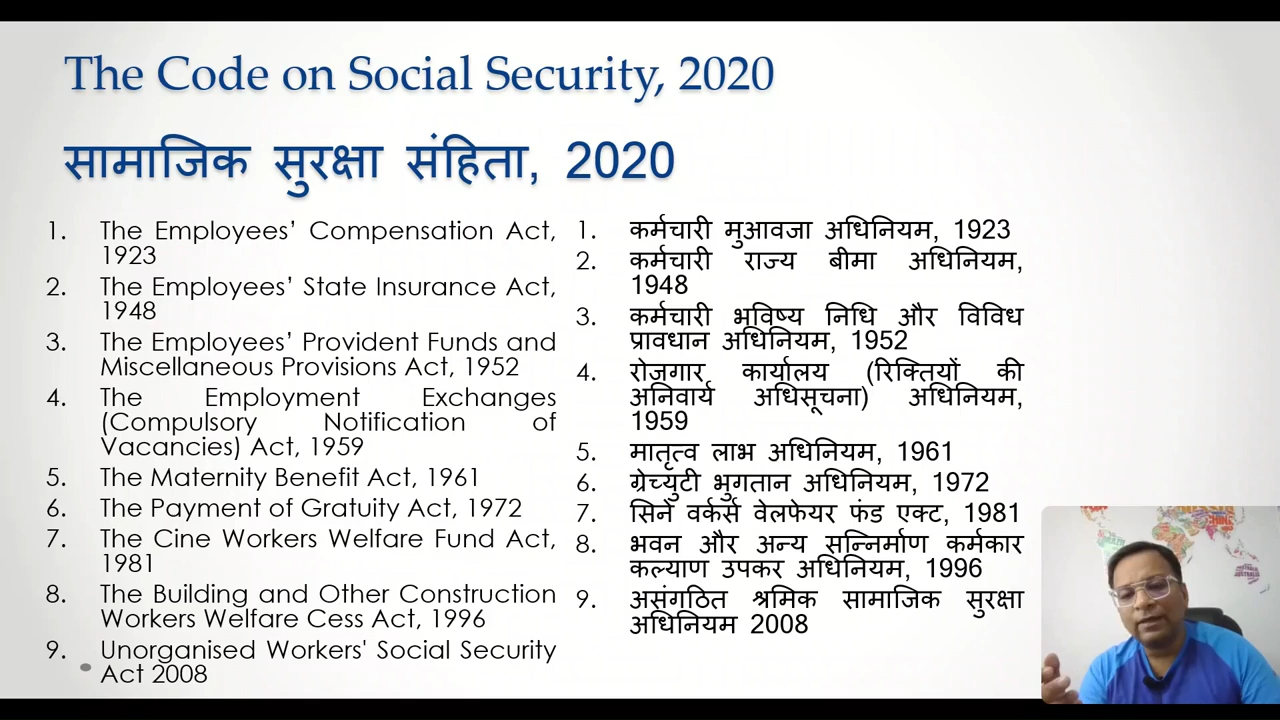 The Code on Social Security, 2020
सामाजिक सुरक्षा संहिता, 2020
1. The Employees’ Compensation Act,
1923
2. The Employees’ State Insurance Act,
1948
3. The Employees’ Provident Funds and
Miscellaneous Provisions Act, 1952
4. The Employment Exchanges
(Compulsory Notification of
Vacancies) Act, 1959
5. The Maternity Benefit Act, 1961
6. The Payment of Gratuity Act, 1972
7. The Cine Workers Welfare Fund Act,
1981
8. The Building and Other Construction
Workers Welfare Cess Act, 1996
9. Unorganised Workers' Social Security
Act 2008
1. कर्मचारी मुआवजा अधिनियम, 1923
2. कर्मचारी राज्य बीमा अधिनियम,
1948
3. कर्मचारी भविष्य निधि और विविध
प्रावधान अधिनियम, 1952
4. रोजगार कार्यालय (रिक्तियों की
अनिवार्य अधिसूचना) अधिनियम,
1959
5. मातृत्व लाभ अधिनियम, 1961
6. ग्रेच्युटी भुगतान अधिनियम, 1972
7. सिने वर्कर्स वेलफेयर फंड एक्ट, 1981
8. भवन और अन्य सन्निर्माण कर्मकार
कल्याण उपकर अधिनियम, 1996
9. असंगठित श्रमिक सामाजिक सुरक्षा
अधिनियम 2008